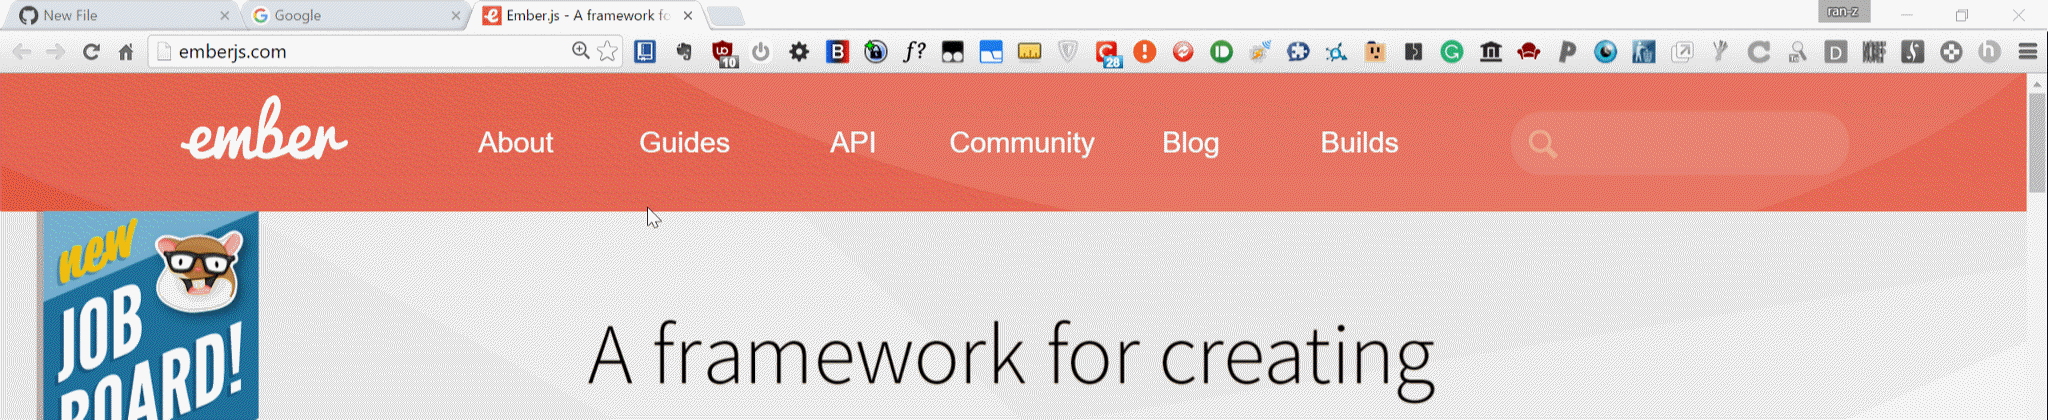 New File
Google
Ember.js - A framework fo
ran-z
emberjs.com
10
B
f?
28
D
ember
About
Guides
API
Community
Blog
Builds
new
JOB
BOARD!
A framework for creating